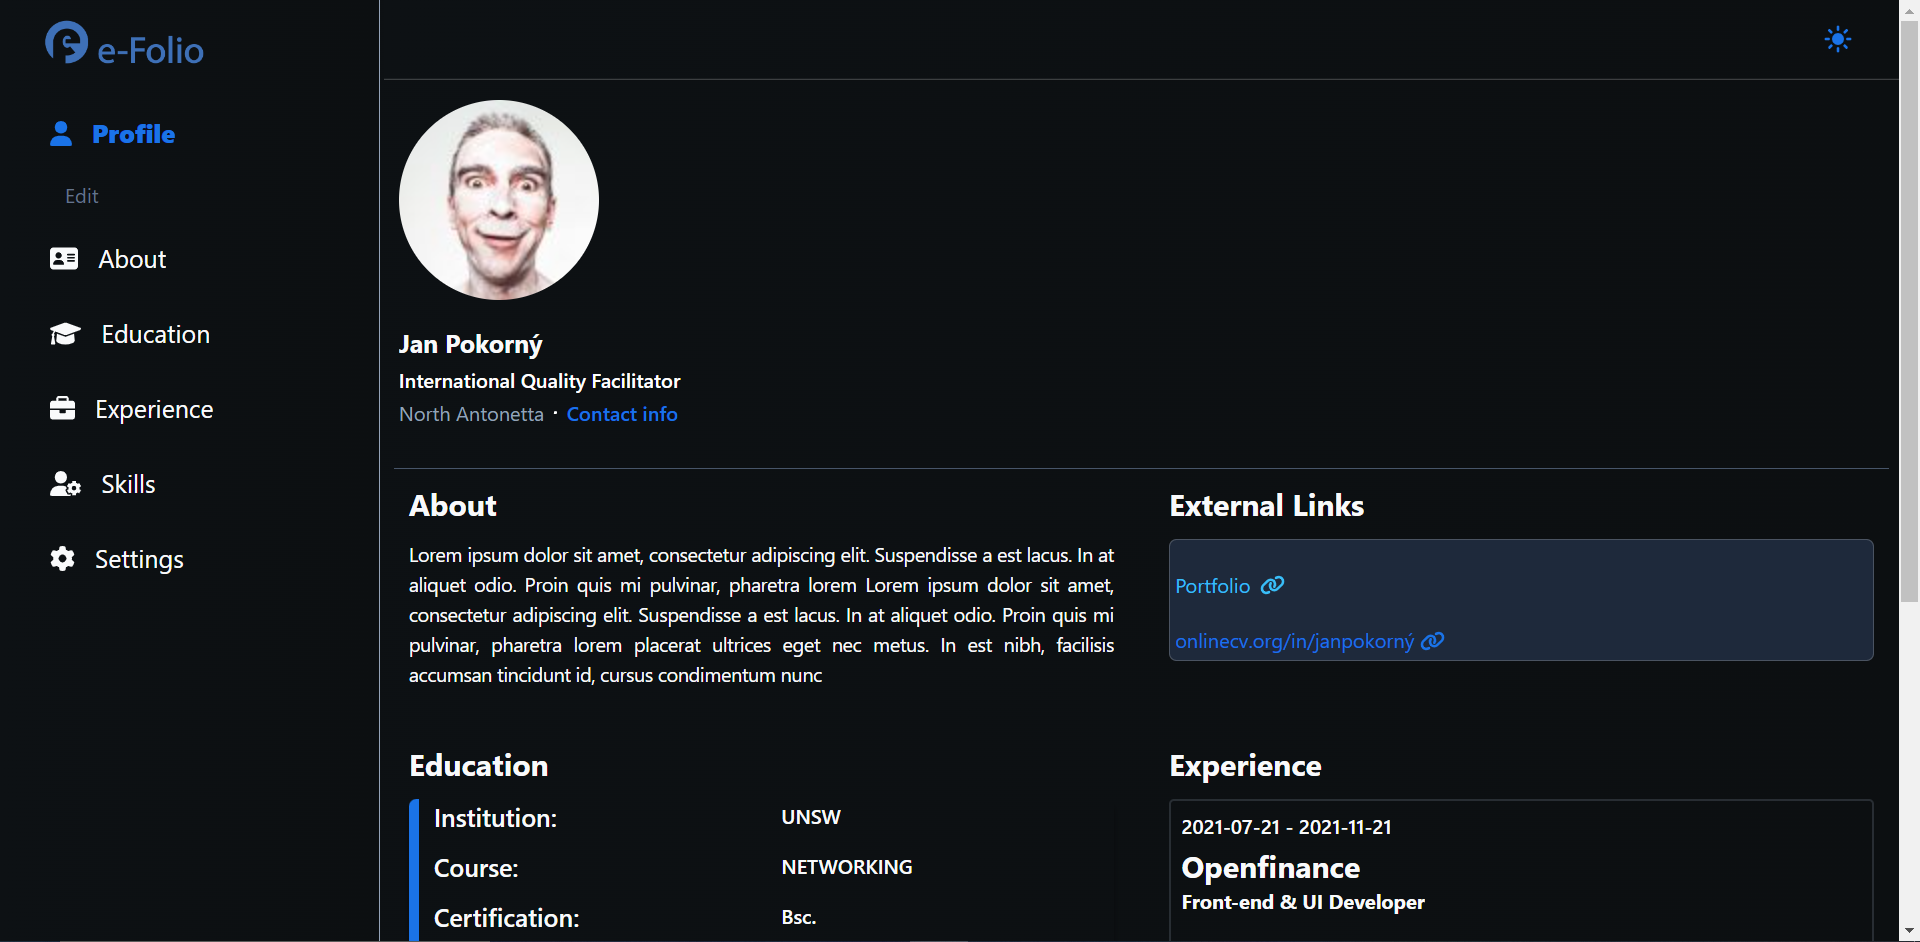 e-Folio
Profile
Edit
About
Education
Experience
Skills
Settings
Jan Pokorný
International Quality Facilitator
North Antonetta · Contact info
About
Lorem ipsum dolor sit amet, consectetur adipiscing elit. Suspendisse a est lacus. In at
aliquet odio. Proin quis mi pulvinar, pharetra lorem Lorem ipsum dolor sit amet,
consectetur adipiscing elit. Suspendisse a est lacus. In at aliquet odio. Proin quis mi
pulvinar, pharetra lorem placerat ultrices eget nec metus. In est nibh, facilisis
accumsan tincidunt id, cursus condimentum nunc
External Links
Portfolio
onlinecv.org/in/janpokorný
Education
Institution: UNSW
Course: NETWORKING
Certification: Bsc.
Experience
2021-07-21 - 2021-11-21
Openfinance
Front-end & UI Developer